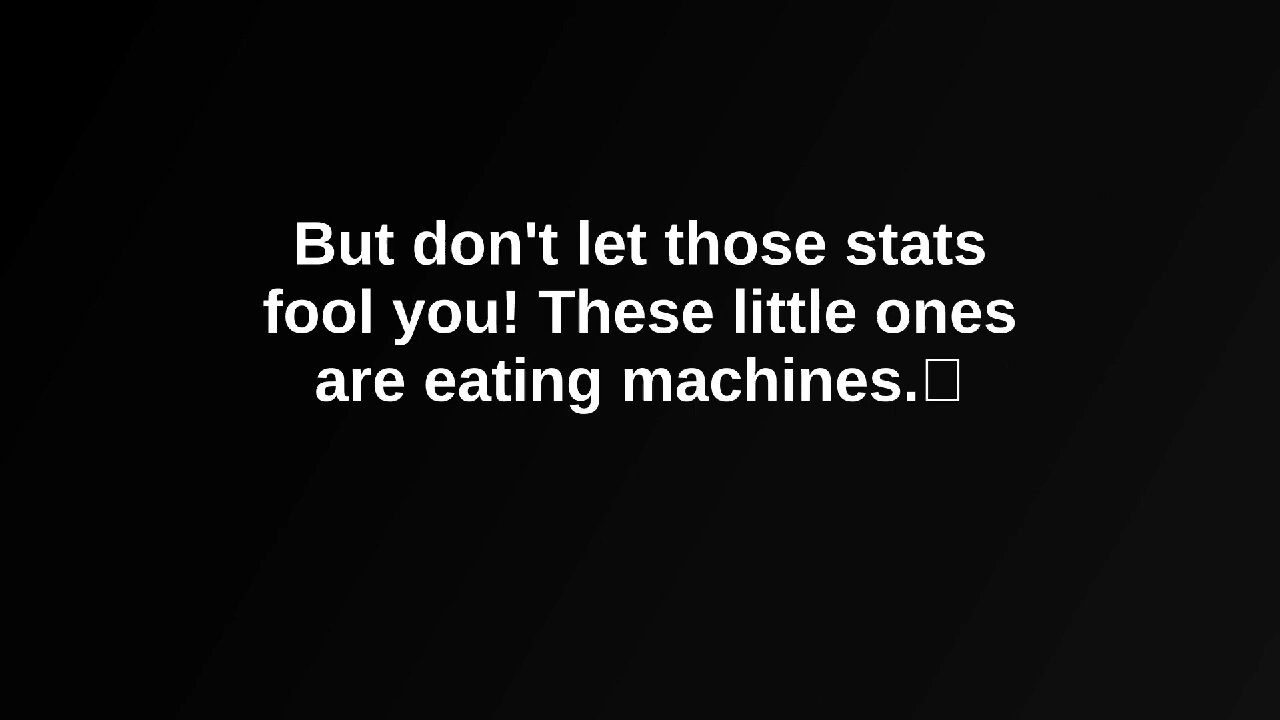 But don't let those stats
fool you! These little ones
are eating machines.